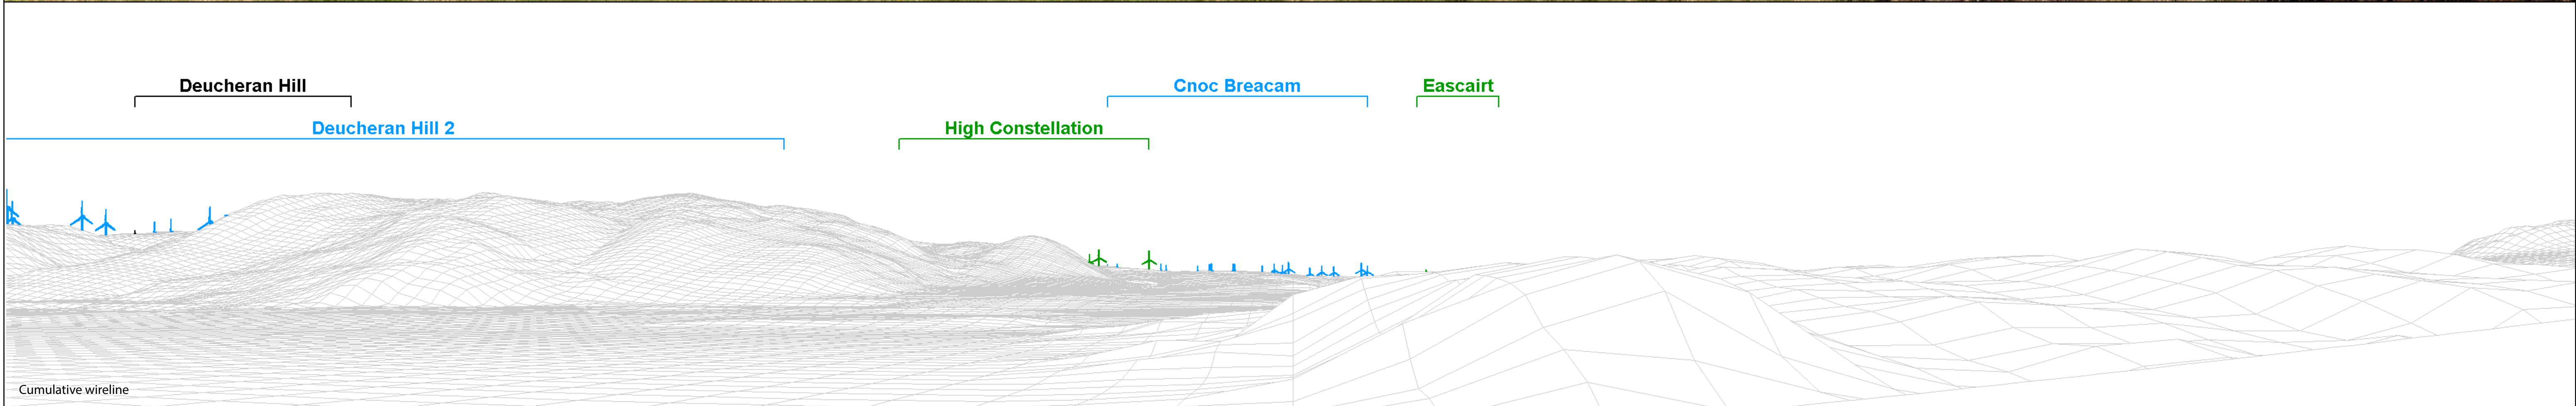 Deucheran Hill
Cnoc Breacam
Eascairt
Deucheran Hill 2
High Constellation
Cumulative wireline